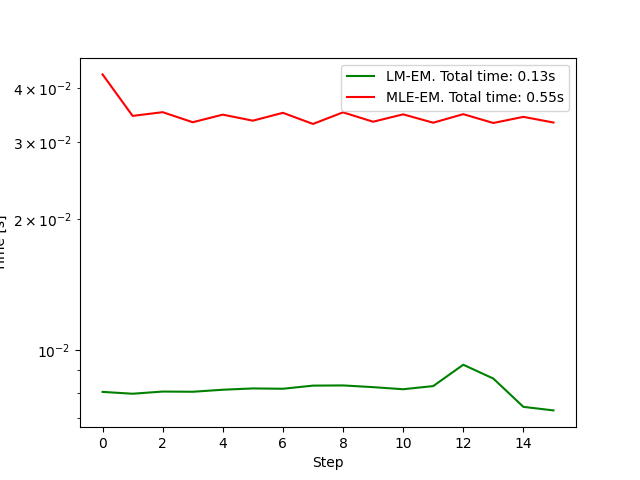 LM-EM. Total time: 0.13s
MLE-EM. Total time: 0.55s
4 × 10⁻²
3 × 10⁻²
2 × 10⁻²
10⁻²
0 2 4 6 8 10 12 14
Step